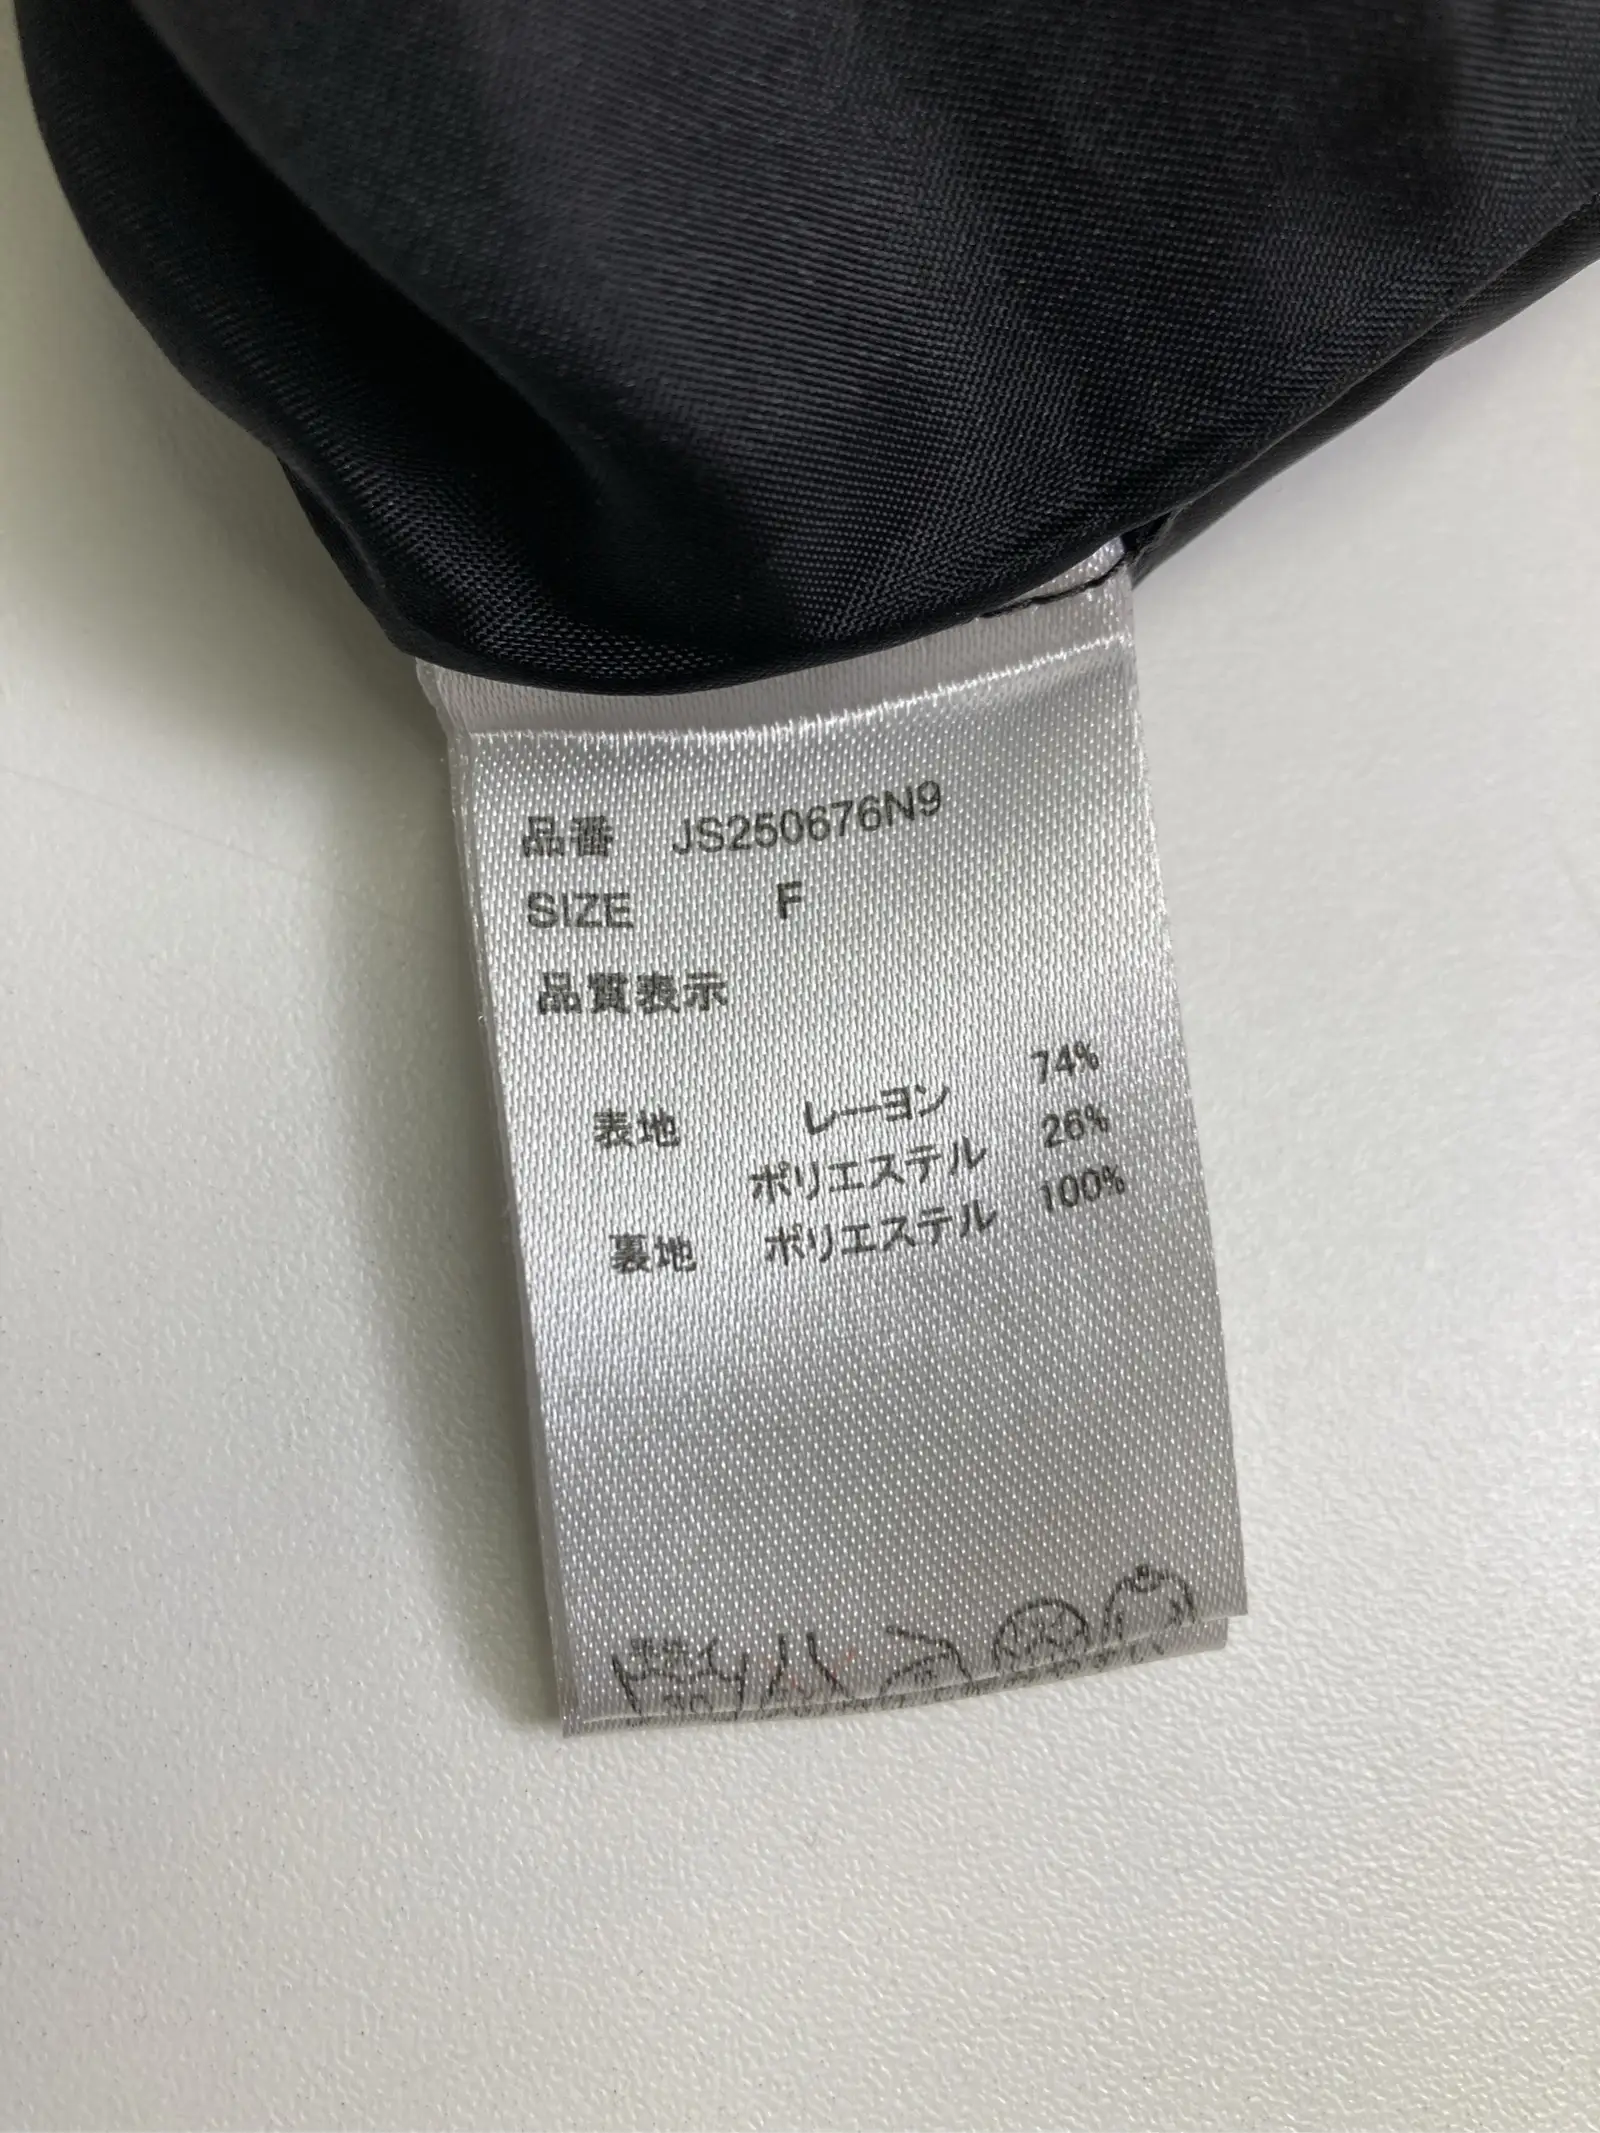 品番 JS250676N9
SIZE F
品質表示
表地 レーヨン 74%
ポリエステル 26%
裏地 ポリエステル 100%